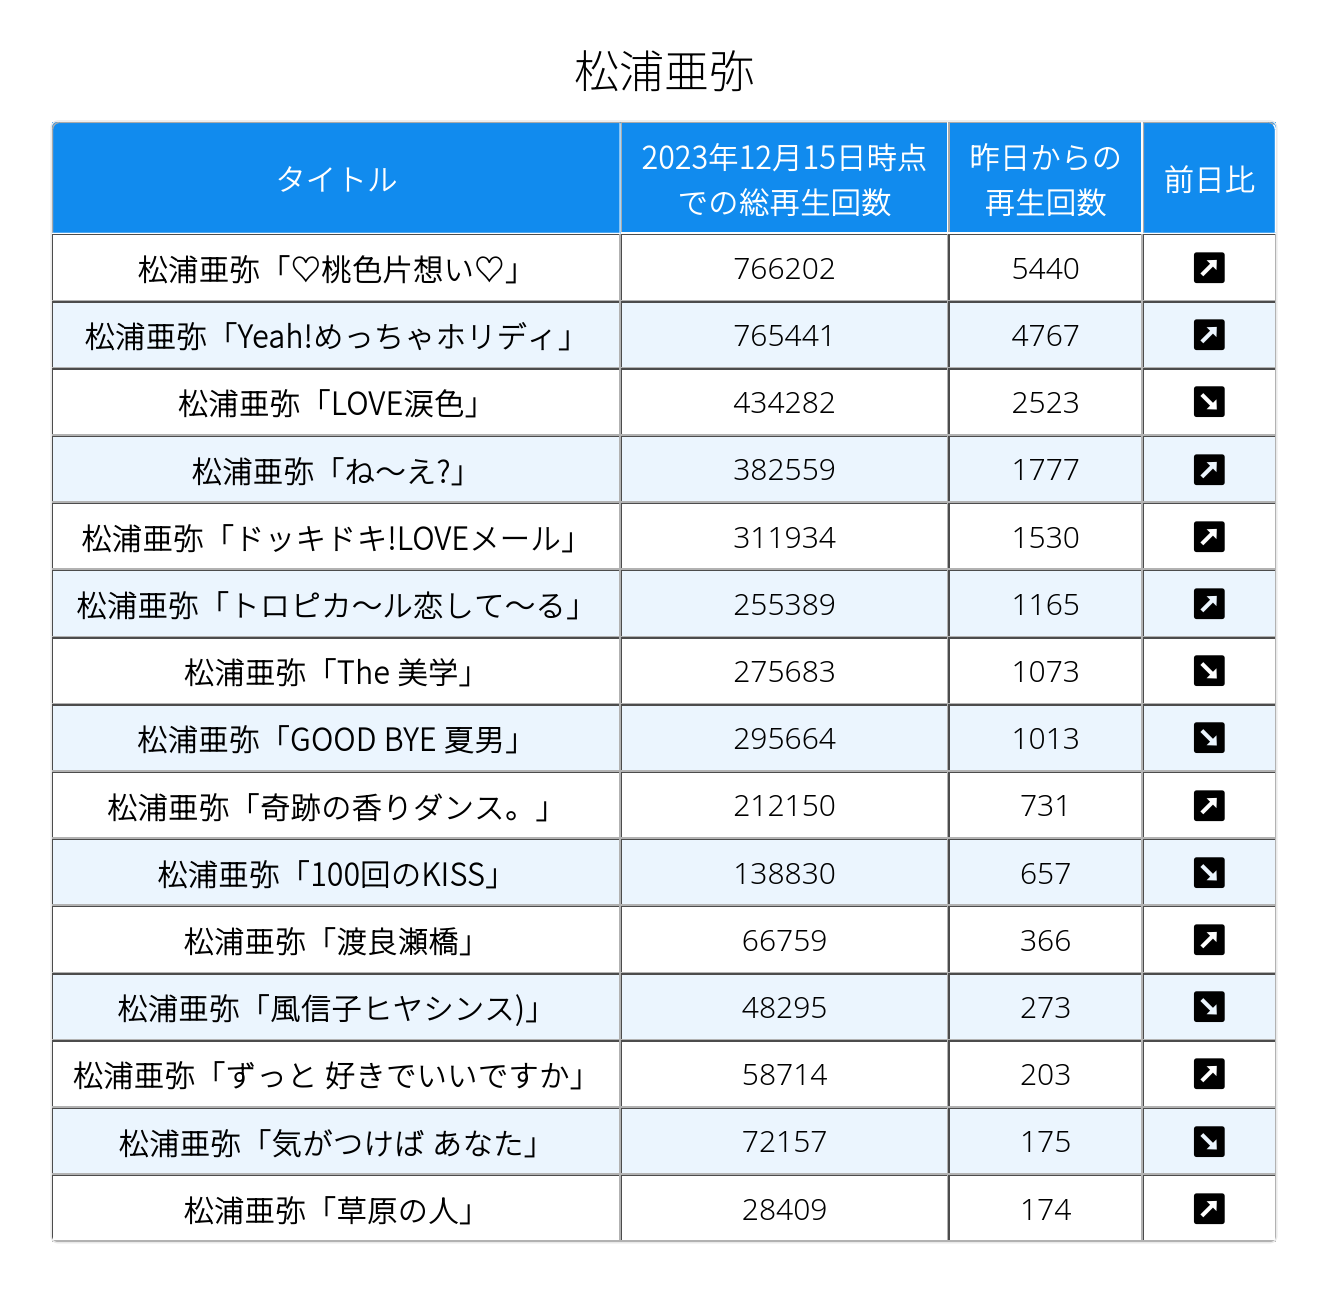 松浦亜弥
タイトル
2023年12月15日時点
での総再生回数
昨日からの
再生回数
前日比
松浦亜弥「♡桃色片想い♡」 766202 5440 ↗
松浦亜弥「Yeah!めっちゃホリディ」 765441 4767 ↗
松浦亜弥「LOVE涙色」 434282 2523 ↘
松浦亜弥「ね〜え?」 382559 1777 ↗
松浦亜弥「ドッキドキ!LOVEメール」 311934 1530 ↗
松浦亜弥「トロピカ〜ル恋して〜る」 255389 1165 ↗
松浦亜弥「The 美学」 275683 1073 ↘
松浦亜弥「GOOD BYE 夏男」 295664 1013 ↘
松浦亜弥「奇跡の香りダンス。」 212150 731 ↗
松浦亜弥「100回のKISS」 138830 657 ↘
松浦亜弥「渡良瀬橋」 66759 366 ↗
松浦亜弥「風信子ヒヤシンス)」 48295 273 ↘
松浦亜弥「ずっと 好きでいいですか」 58714 203 ↗
松浦亜弥「気がつけば あなた」 72157 175 ↘
松浦亜弥「草原の人」 28409 174 ↗